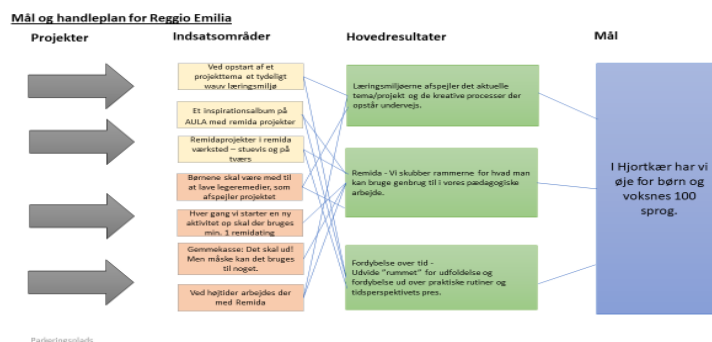 Mål og handleplan for Reggio Emilia
Projekter
Indsatsområder
Hovedresultater
Mål
Ved opstart af et
projekttema et tydeligt
wauv læringsmiljø
Et inspirationsalbum på
AULA med remida projekter
Remidaprojekter i remida
værksted – stuevis og på
tværs
Børnene skal være med til
at lave legeremedier, som
afspejler projektet
Hver gang vi starter en ny
aktivitet op skal der bruges
min. 1 remidating
Gemmekasse: Det skal ud!
Men måske kan det bruges
til noget.
Ved højtider arbejdes der
med Remida
Læringsmiljøerne afspejler det aktuelle
tema/projekt og de kreative processer der
opstår undervejs.
Remida - Vi skubber rammerne for hvad man
kan bruge genbrug til i vores pædagogiske
arbejde.
Fordybelse over tid -
Udvide "rummet" for udfoldelse og
fordybelse ud over praktiske rutiner og
tidsperspektivets pres.
I Hjortkær har vi
øje for børn og
voksnes 100
sprog.
Parkeringsplads